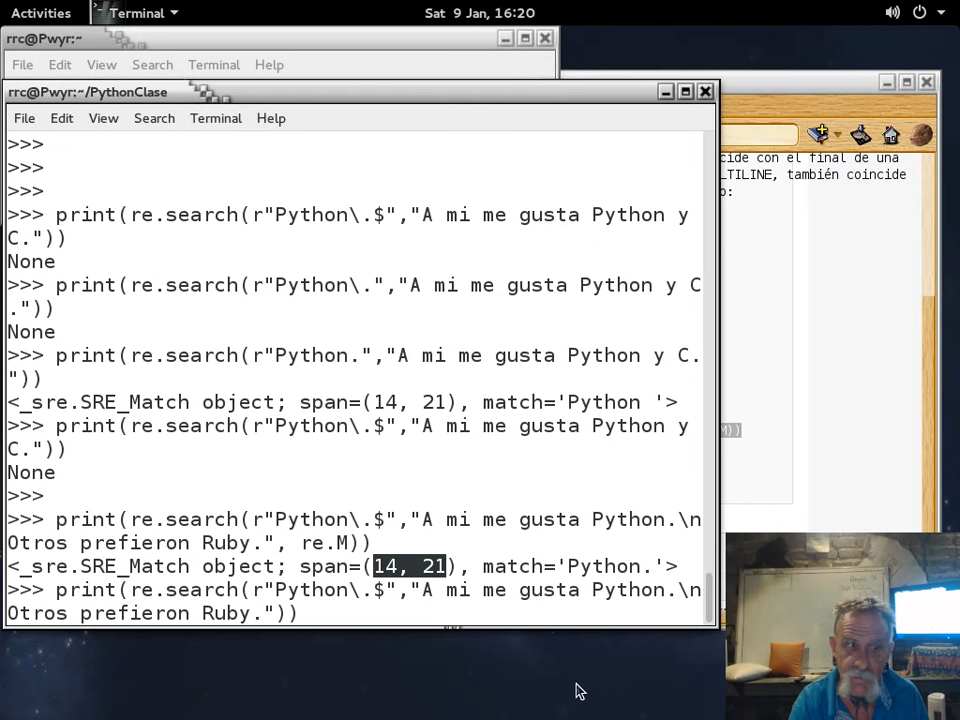 Activities Terminal Sat 9 Jan, 16:20
rrc@Pwyr:~
File Edit View Search Terminal Help
rrc@Pwyr:~/PythonClase
File Edit View Search Terminal Help
>>>
>>>
>>>
>>> print(re.search(r"Python\.$","A mi me gusta Python y
C."))
None
>>> print(re.search(r"Python\.","A mi me gusta Python y C
."))
None
>>> print(re.search(r"Python.","A mi me gusta Python y C.
"))
<_sre.SRE_Match object; span=(14, 21), match='Python '>
>>> print(re.search(r"Python\.$","A mi me gusta Python y
C."))
None
>>>
>>> print(re.search(r"Python\.$","A mi me gusta Python.\n
Otros prefieron Ruby.", re.M))
<_sre.SRE_Match object; span=(14, 21), match='Python.'>
>>> print(re.search(r"Python\.$","A mi me gusta Python.\n
Otros prefieron Ruby."))
cide con el final de una
LTILINE, también coincide
o:
M))